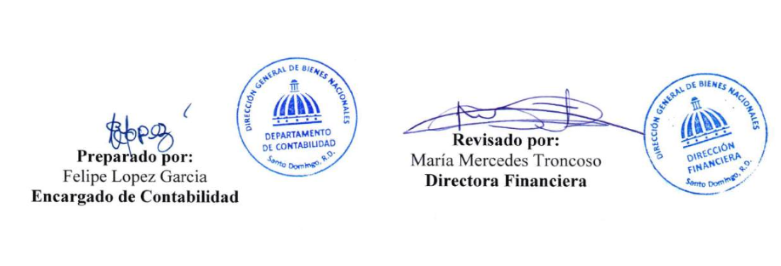 Lopez
DIRECCIÓN GENERAL DE BIENES NACIONALES
DEPARTAMENTO
DE CONTABILIDAD
Santo Domingo, R.D.
Preparado por:
Felipe Lopez Garcia
Encargado de Contabilidad
Revisado por:
María Mercedes Troncoso
Directora Financiera
DIRECCIÓN GENERAL DE BIENES NACIONALES
DIRECCIÓN
FINANCIERA
Santo Domingo, R.D.